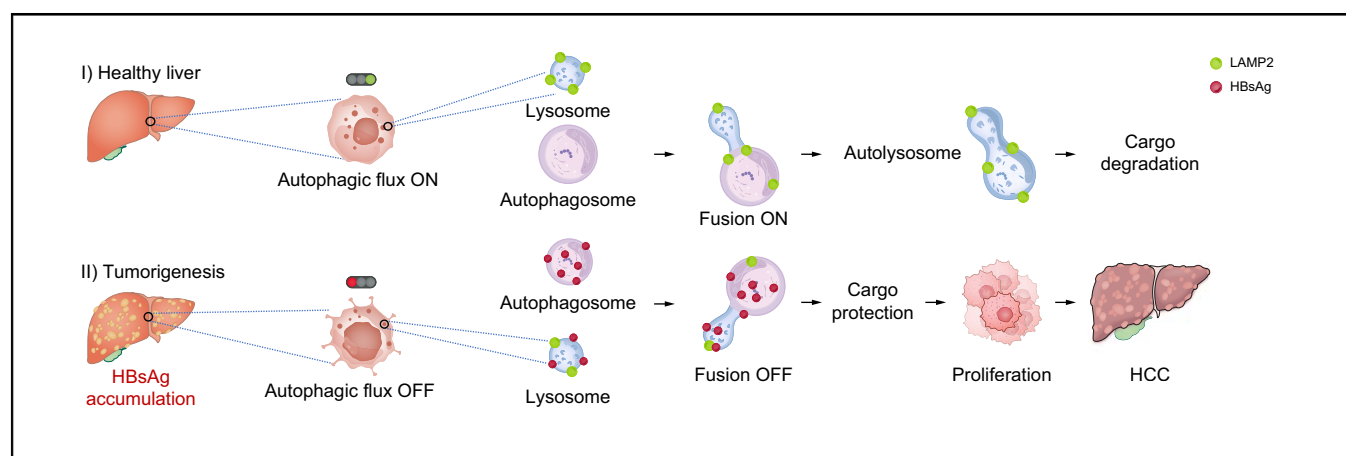 I) Healthy liver
Autophagic flux ON
Lysosome
Autophagosome
Fusion ON
Autolysosome
Cargo
degradation
LAMP2
HBsAg
II) Tumorigenesis
HBsAg
accumulation
Autophagic flux OFF
Autophagosome
Lysosome
Fusion OFF
Cargo
protection
Proliferation
HCC